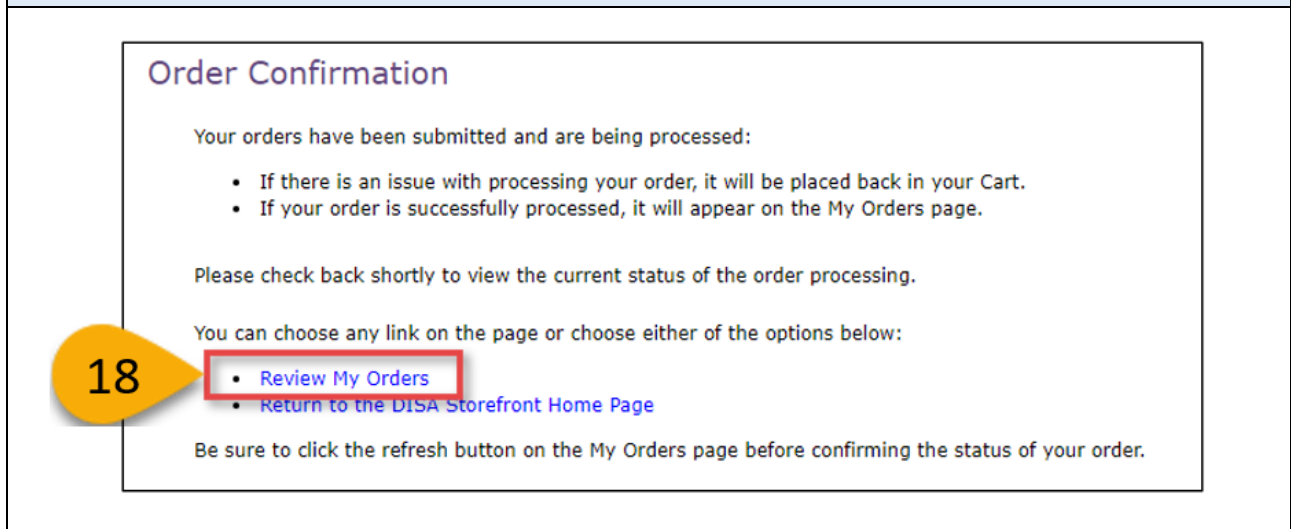 Order Confirmation
Your orders have been submitted and are being processed:
• If there is an issue with processing your order, it will be placed back in your Cart.
• If your order is successfully processed, it will appear on the My Orders page.
Please check back shortly to view the current status of the order processing.
You can choose any link on the page or choose either of the options below:
18
• Review My Orders
• Return to the DISA Storefront Home Page
Be sure to click the refresh button on the My Orders page before confirming the status of your order.